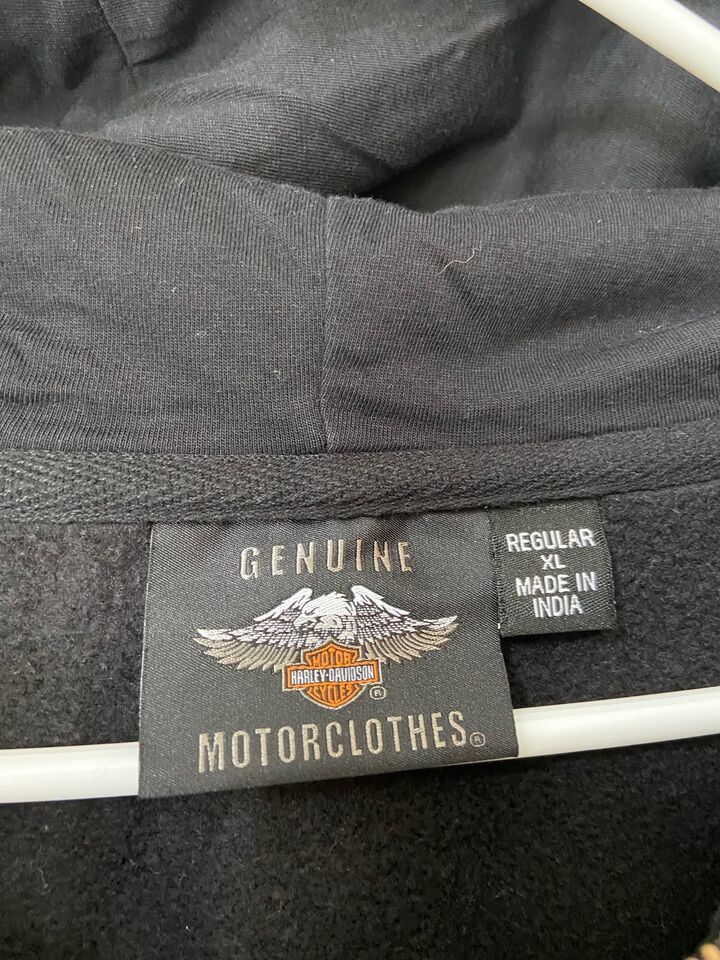 GENUINE
MOTOR
HARLEY-DAVIDSON
CYCLES
®
MOTORCLOTHES®
REGULAR
XL
MADE IN
INDIA